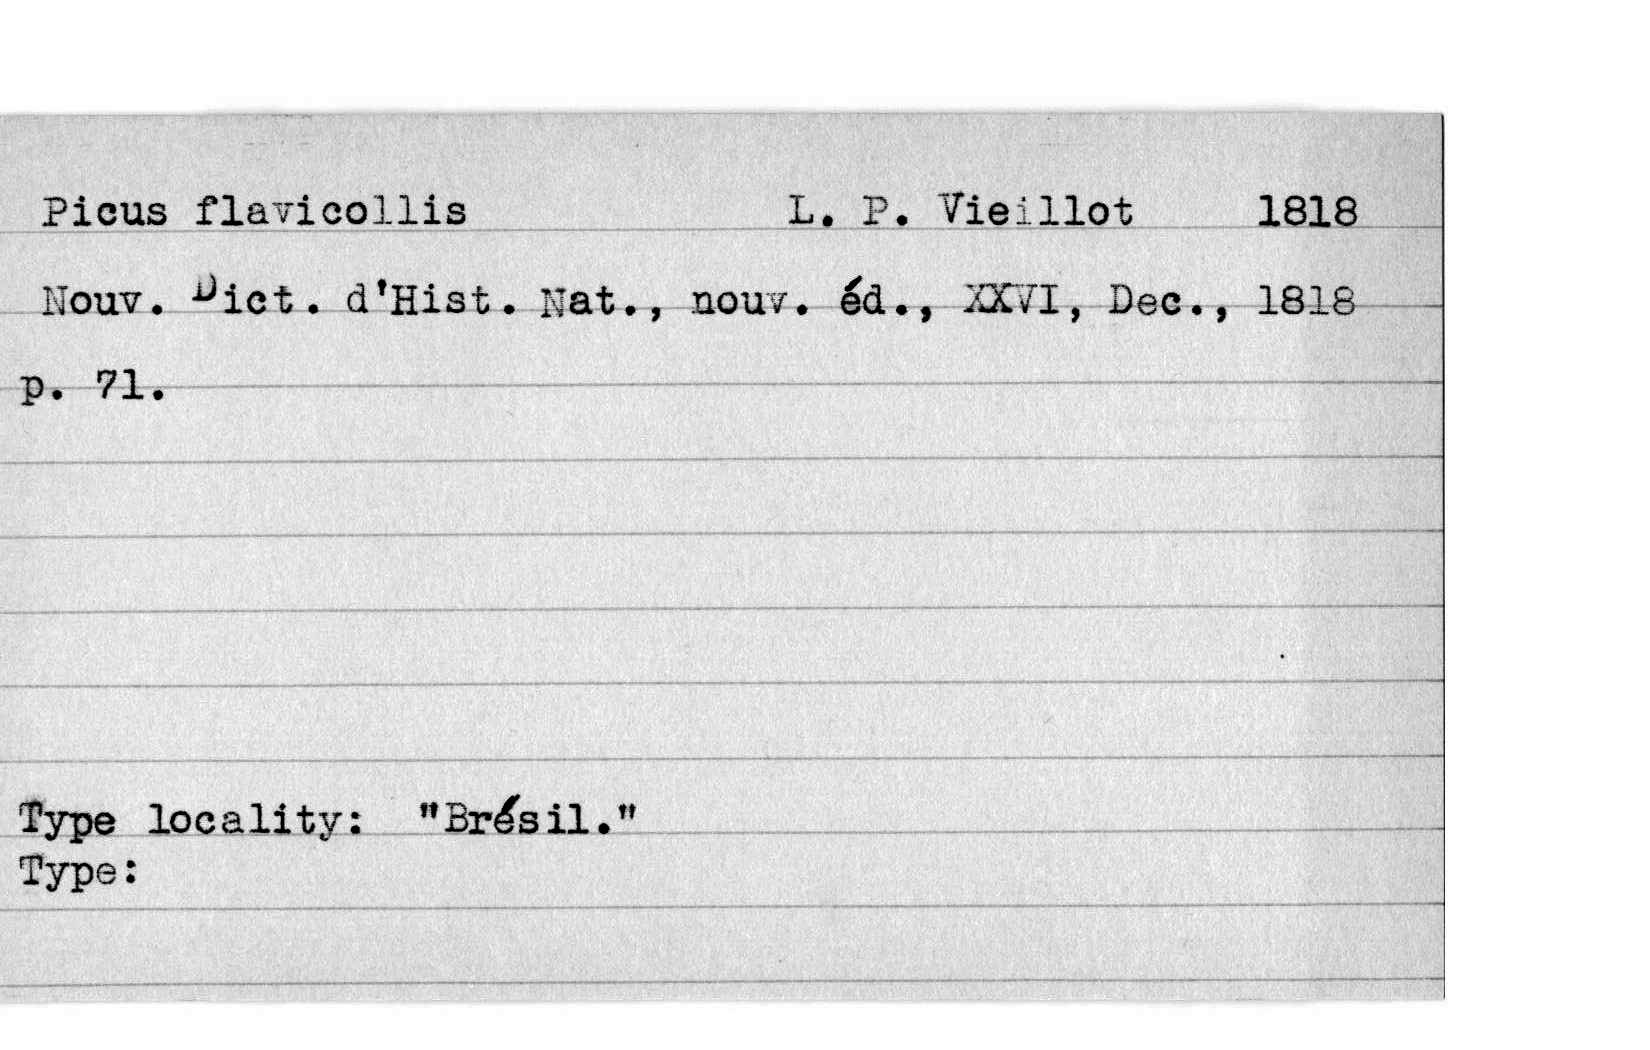 Picus flavicollis L. P. Vieillot 1818
Nouv. Dict. d'Hist. Nat., nouv. éd., XXVI, Dec., 1818
p. 71.
Type locality: "Brésil."
Type: